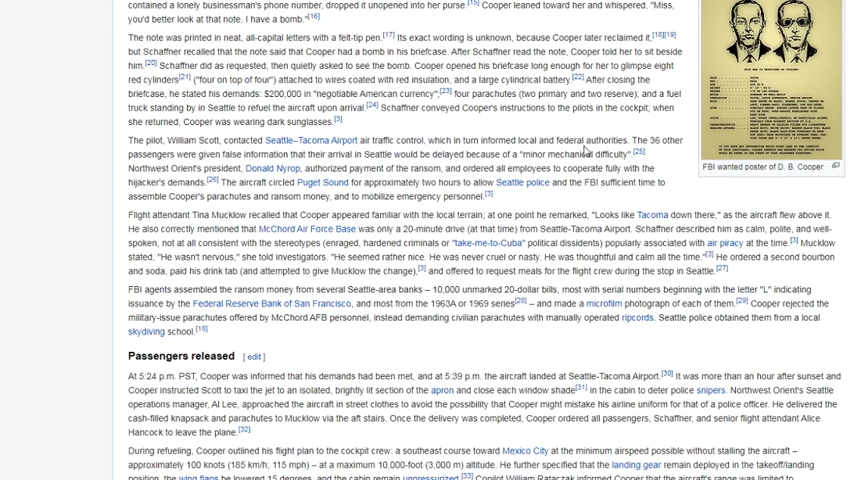 contained a lonely businessman's phone number, dropped it unopened into her purse.[15] Cooper leaned toward her and whispered, "Miss,
you'd better look at that note. I have a bomb."[16]
The note was printed in neat, all-capital letters with a felt-tip pen.[17] Its exact wording is unknown, because Cooper later reclaimed it,[18][19]
but Schaffner recalled that the note said that Cooper had a bomb in his briefcase. After Schaffner read the note, Cooper told her to sit beside
him.[20] Schaffner did as requested, then quietly asked to see the bomb. Cooper opened his briefcase long enough for her to glimpse eight
red cylinders[21] ("four on top of four") attached to wires coated with red insulation, and a large cylindrical battery.[22] After closing the
briefcase, he stated his demands: $200,000 in "negotiable American currency";[23] four parachutes (two primary and two reserve); and a fuel
truck standing by in Seattle to refuel the aircraft upon arrival.[24] Schaffner conveyed Cooper's instructions to the pilots in the cockpit; when
she returned, Cooper was wearing dark sunglasses.[3]
FBI wanted poster of D. B. Cooper
The pilot, William Scott, contacted Seattle–Tacoma Airport air traffic control, which in turn informed local and federal authorities. The 36 other
passengers were given false information that their arrival in Seattle would be delayed because of a "minor mechanical difficulty".[25]
Northwest Orient's president, Donald Nyrop, authorized payment of the ransom, and ordered all employees to cooperate fully with the
hijacker's demands.[26] The aircraft circled Puget Sound for approximately two hours to allow Seattle police and the FBI sufficient time to
assemble Cooper's parachutes and ransom money, and to mobilize emergency personnel.[3]
Flight attendant Tina Mucklow recalled that Cooper appeared familiar with the local terrain; at one point he remarked, "Looks like Tacoma down there," as the aircraft flew above it.
He also correctly mentioned that McChord Air Force Base was only a 20-minute drive (at that time) from Seattle-Tacoma Airport. Schaffner described him as calm, polite, and well-
spoken, not at all consistent with the stereotypes (enraged, hardened criminals or "take-me-to-Cuba" political dissidents) popularly associated with air piracy at the time.[3] Mucklow
stated, "He wasn't nervous," she told investigators. "He seemed rather nice. He was never cruel or nasty. He was thoughtful and calm all the time."[3] He ordered a second bourbon
and soda, paid his drink tab (and attempted to give Mucklow the change),[3] and offered to request meals for the flight crew during the stop in Seattle.[27]
FBI agents assembled the ransom money from several Seattle-area banks – 10,000 unmarked 20-dollar bills, most with serial numbers beginning with the letter "L" indicating
issuance by the Federal Reserve Bank of San Francisco, and most from the 1963A or 1969 series[28] – and made a microfilm photograph of each of them.[29] Cooper rejected the
military-issue parachutes offered by McChord AFB personnel, instead demanding civilian parachutes with manually operated ripcords. Seattle police obtained them from a local
skydiving school.[18]
Passengers released [ edit ]
At 5:24 p.m. PST, Cooper was informed that his demands had been met, and at 5:39 p.m. the aircraft landed at Seattle-Tacoma Airport.[30] It was more than an hour after sunset and
Cooper instructed Scott to taxi the jet to an isolated, brightly lit section of the apron and close each window shade[31] in the cabin to deter police snipers. Northwest Orient's Seattle
operations manager, Al Lee, approached the aircraft in street clothes to avoid the possibility that Cooper might mistake his airline uniform for that of a police officer. He delivered the
cash-filled knapsack and parachutes to Mucklow via the aft stairs. Once the delivery was completed, Cooper ordered all passengers, Schaffner, and senior flight attendant Alice
Hancock to leave the plane.[32]
During refueling, Cooper outlined his flight plan to the cockpit crew: a southeast course toward Mexico City at the minimum airspeed possible without stalling the aircraft –
approximately 100 knots (185 km/h; 115 mph) – at a maximum 10,000-foot (3,000 m) altitude. He further specified that the landing gear remain deployed in the takeoff/landing
position, the wing flaps be lowered 15 degrees, and the cabin remain unpressurized.[33] Copilot William Rataczak informed Cooper that the aircraft's range was limited to